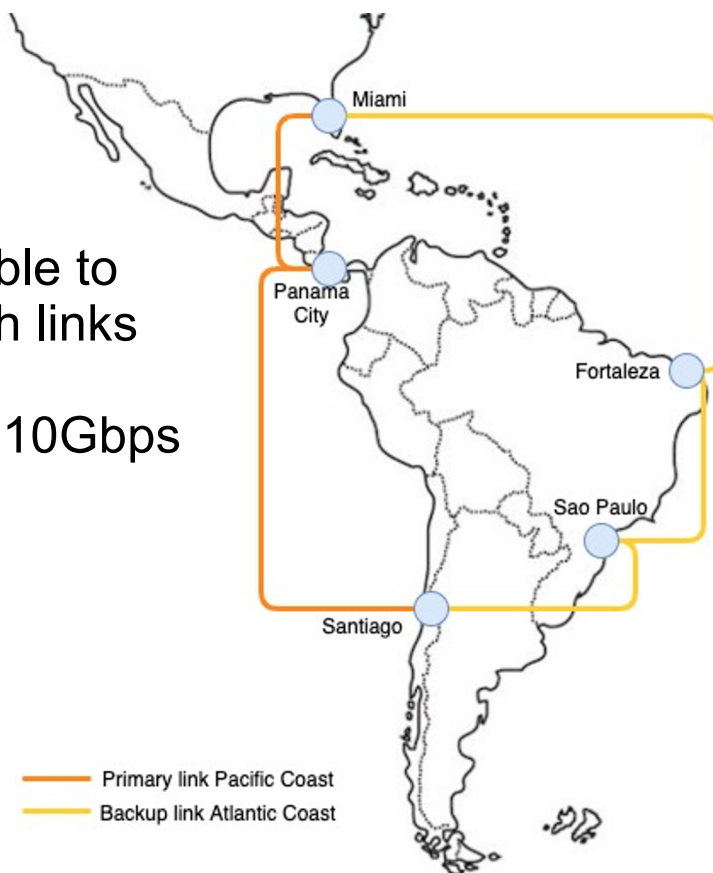 Miami
ble to
Panama
City
h links
Fortaleza
10Gbps
Sao Paulo
Santiago
Primary link Pacific Coast
Backup link Atlantic Coast